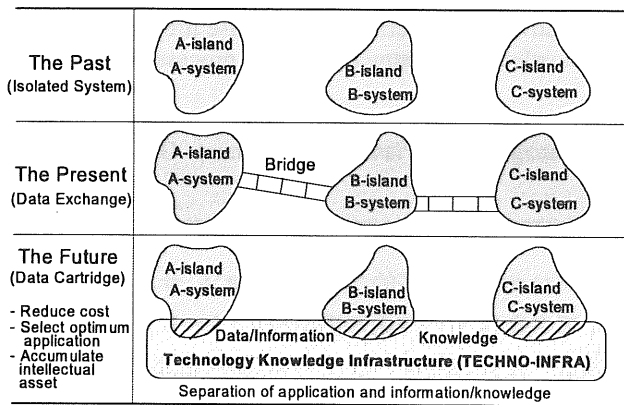 The Past
(Isolated System)
A-island
A-system
B-island
B-system
C-island
C-system
The Present
(Data Exchange)
A-island
A-system
Bridge
B-island
B-system
C-island
C-system
The Future
(Data Cartridge)
- Reduce cost
- Select optimum
application
- Accumulate
intellectual
asset
A-island
A-system
B-island
B-system
C-island
C-system
Data/Information
Knowledge
Technology Knowledge Infrastructure (TECHNO-INFRA)
Separation of application and information/knowledge